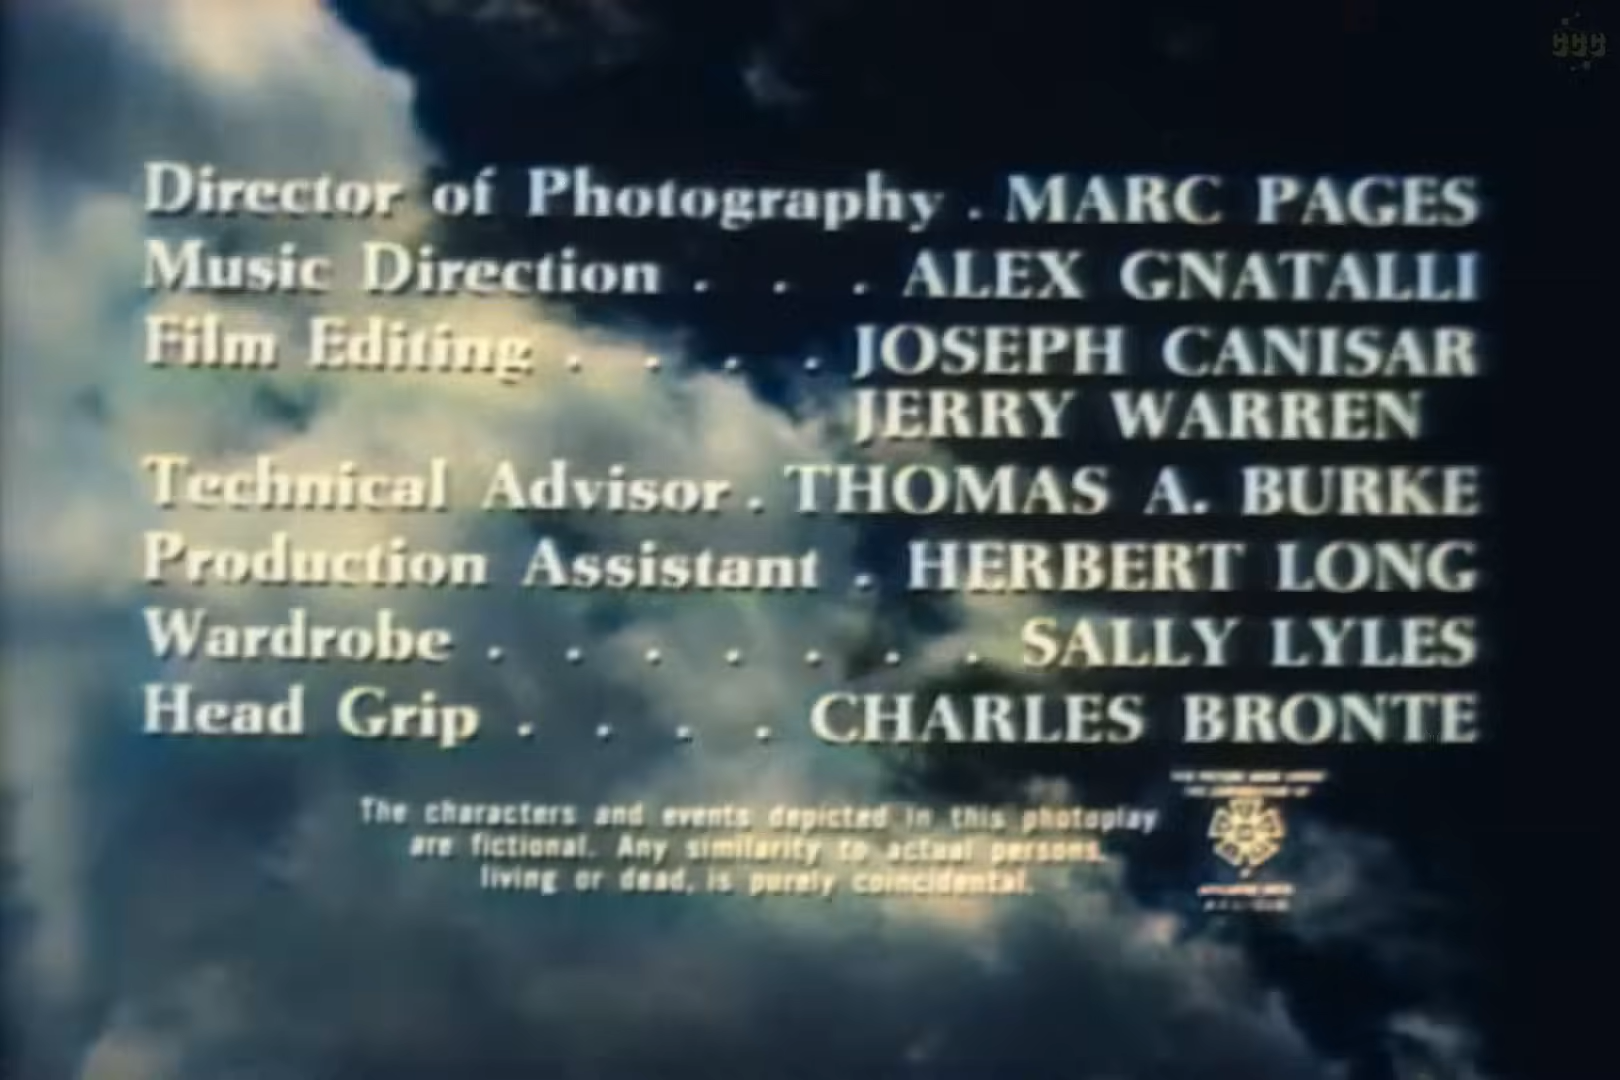 CCC
Director of Photography . MARC PAGES
Music Direction . . . ALEX GNATALLI
Film Editing . . . . JOSEPH CANISAR
JERRY WARREN
Technical Advisor . THOMAS A. BURKE
Production Assistant . HERBERT LONG
Wardrobe . . . . . . . SALLY LYLES
Head Grip . . . . CHARLES BRONTE
The characters and events depicted in this photoplay
are fictional. Any similarity to actual persons,
living or dead, is purely coincidental.